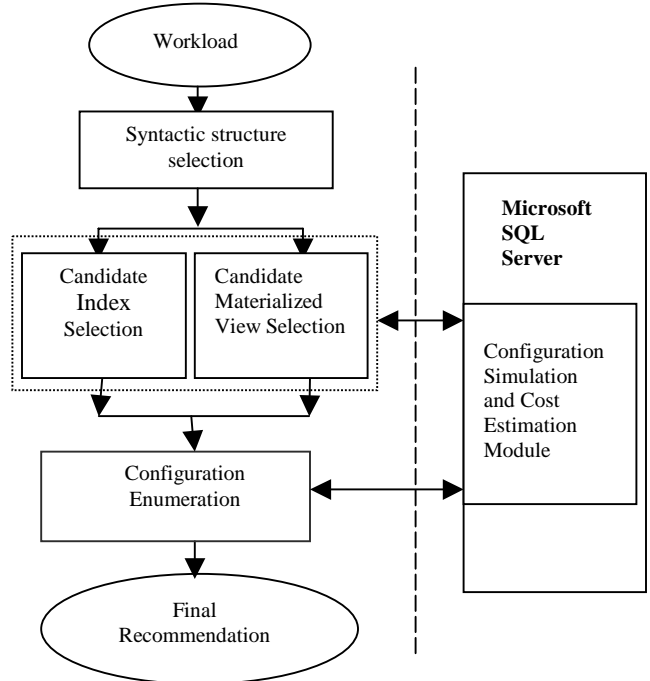 Workload
Syntactic structure
selection
Microsoft
SQL
Server
Candidate
Index
Selection
Candidate
Materialized
View Selection
Configuration
Simulation
and Cost
Estimation
Module
Configuration
Enumeration
Final
Recommendation